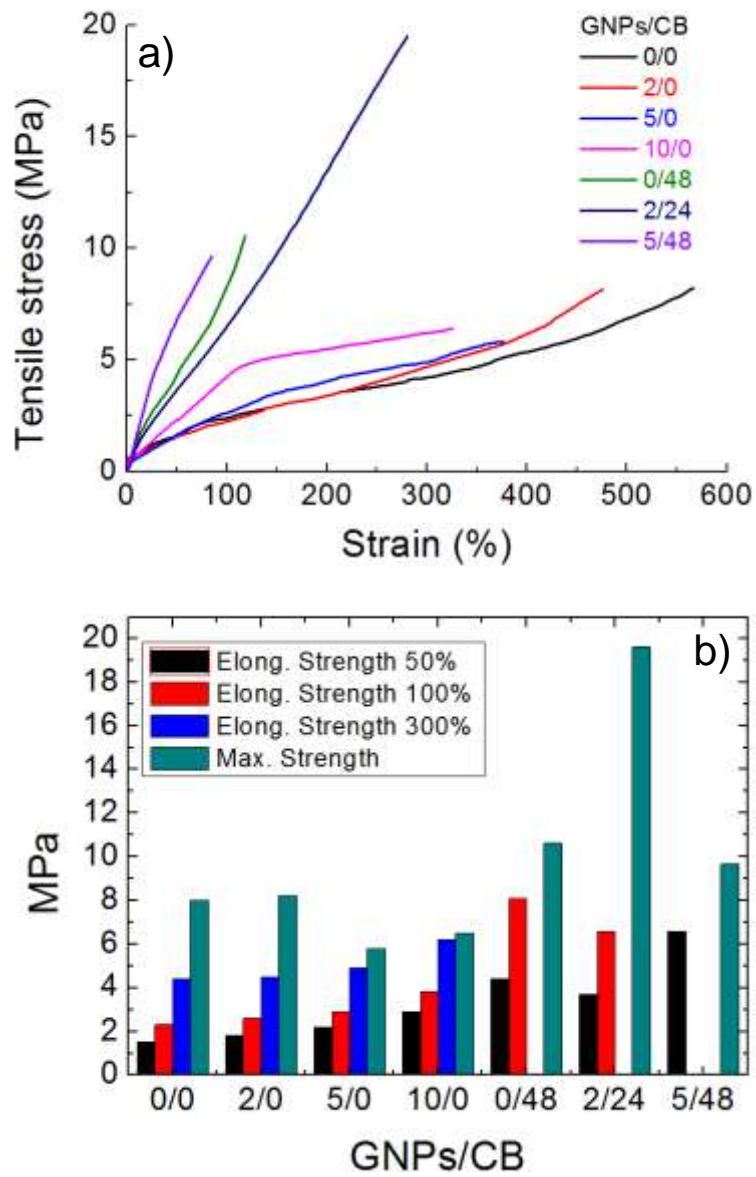 a)
GNPs/CB
0/0
2/0
5/0
10/0
0/48
2/24
5/48
20
15
10
5
0
Tensile stress (MPa)
0 100 200 300 400 500 600
Strain (%)
b)
Elong. Strength 50%
Elong. Strength 100%
Elong. Strength 300%
Max. Strength
20
18
16
14
12
10
8
6
4
2
0
MPa
0/0 2/0 5/0 10/0 0/48 2/24 5/48
GNPs/CB